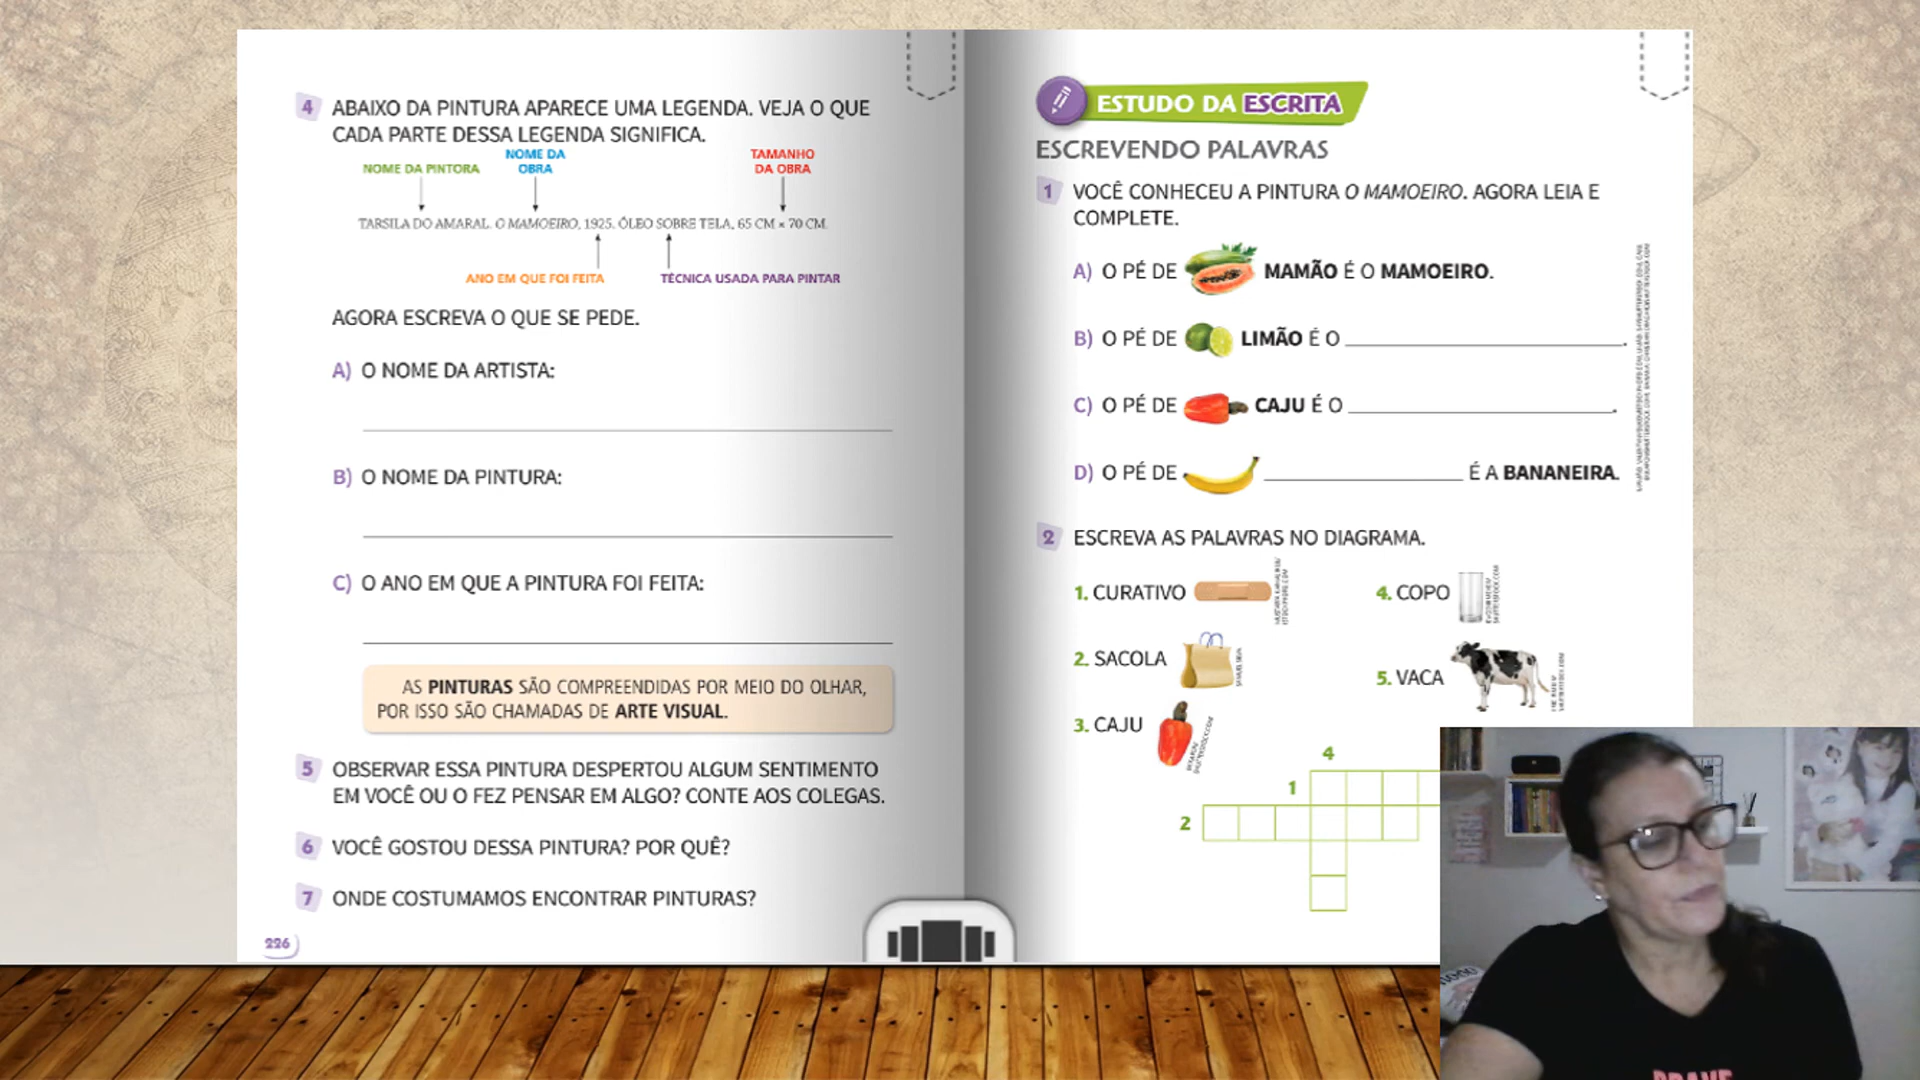 4 ABAIXO DA PINTURA APARECE UMA LEGENDA. VEJA O QUE
CADA PARTE DESSA LEGENDA SIGNIFICA.
NOME DA PINTORA
NOME DA
OBRA
TAMANHO
DA OBRA
TARSILA DO AMARAL. O MAMOEIRO, 1925. ÓLEO SOBRE TELA, 65 CM × 70 CM.
ANO EM QUE FOI FEITA
TÉCNICA USADA PARA PINTAR
AGORA ESCREVA O QUE SE PEDE.
A) O NOME DA ARTISTA:
B) O NOME DA PINTURA:
C) O ANO EM QUE A PINTURA FOI FEITA:
AS PINTURAS SÃO COMPREENDIDAS POR MEIO DO OLHAR,
POR ISSO SÃO CHAMADAS DE ARTE VISUAL.
5 OBSERVAR ESSA PINTURA DESPERTOU ALGUM SENTIMENTO
EM VOCÊ OU O FEZ PENSAR EM ALGO? CONTE AOS COLEGAS.
6 VOCÊ GOSTOU DESSA PINTURA? POR QUÊ?
7 ONDE COSTUMAMOS ENCONTRAR PINTURAS?
226
ESTUDO DA ESCRITA
ESCREVENDO PALAVRAS
1 VOCÊ CONHECEU A PINTURA O MAMOEIRO. AGORA LEIA E
COMPLETE.
A) O PÉ DE MAMÃO É O MAMOEIRO.
B) O PÉ DE LIMÃO É O .
C) O PÉ DE CAJU É O .
D) O PÉ DE É A BANANEIRA.
2 ESCREVA AS PALAVRAS NO DIAGRAMA.
1. CURATIVO
2. SACOLA
3. CAJU
4. COPO
5. VACA
4
1
2